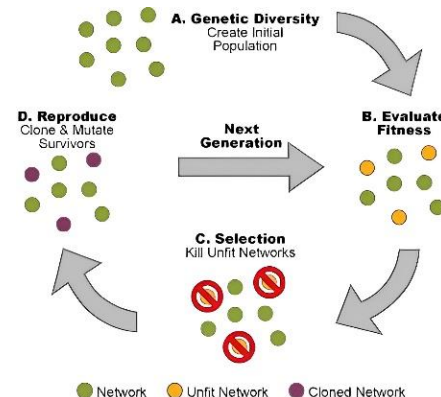 A. Genetic Diversity
Create Initial
Population
D. Reproduce
Clone & Mutate
Survivors
Next
Generation
B. Evaluate
Fitness
C. Selection
Kill Unfit Networks
Network
Unfit Network
Cloned Network